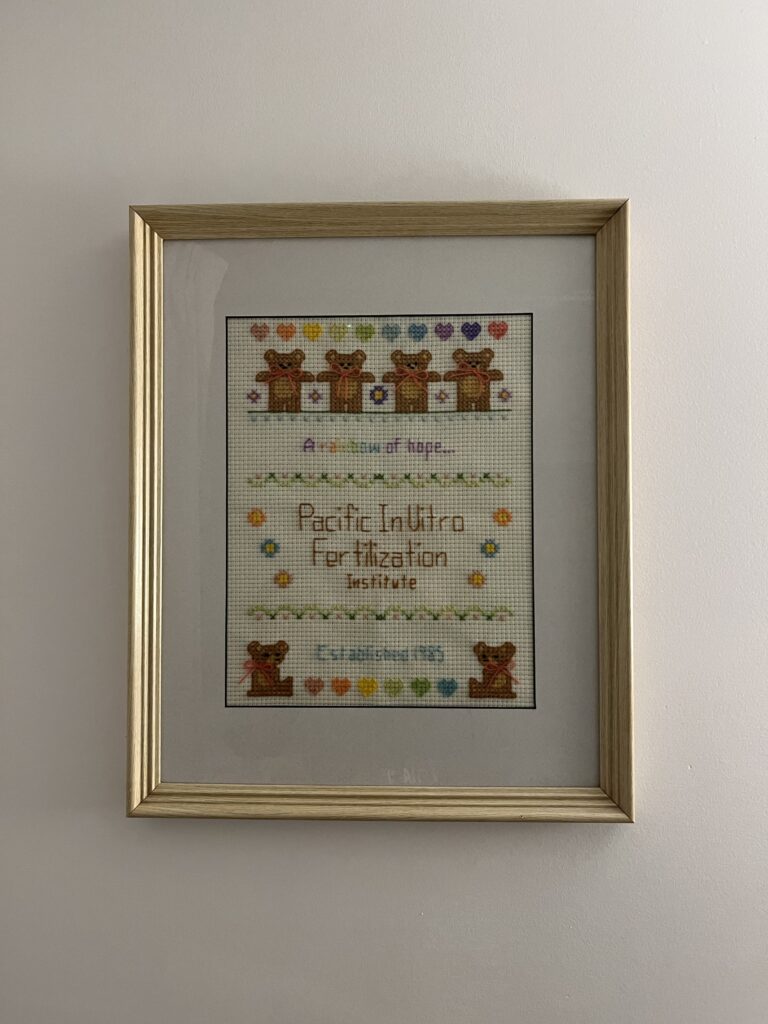 A rainbow of hope...
Pacific In Vitro
Fertilization
Institute
Established 1985